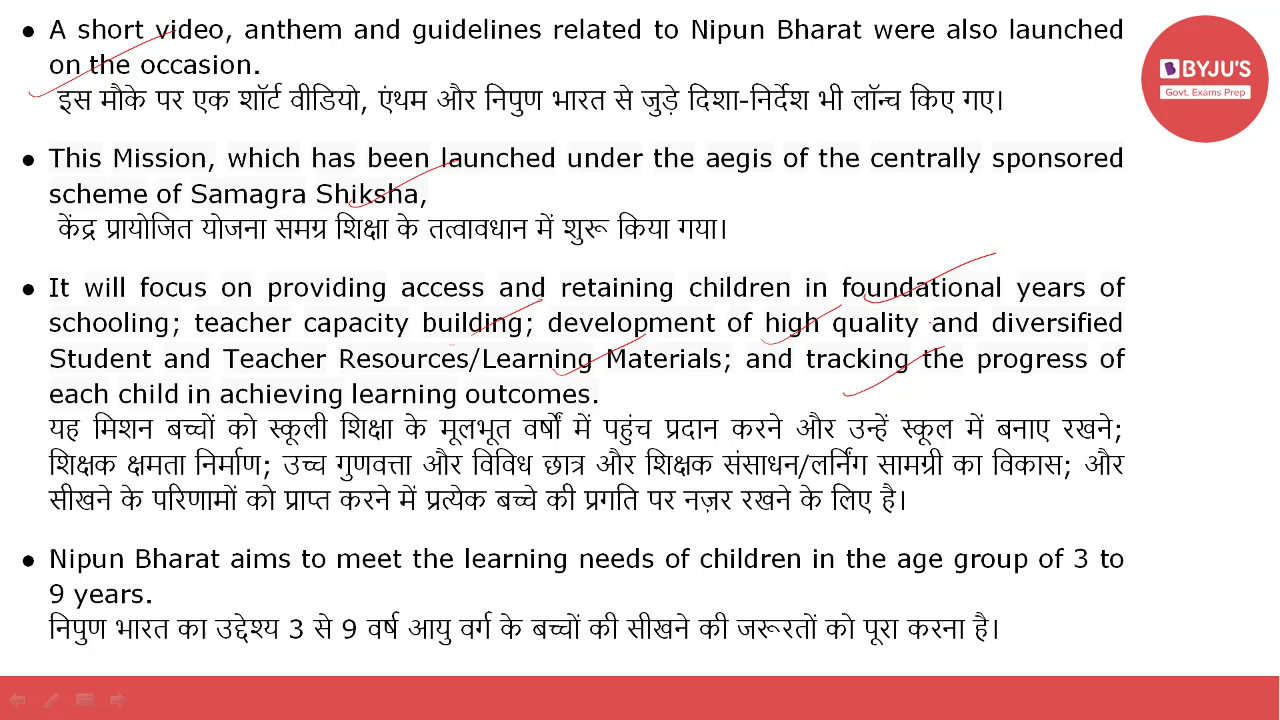 ● A short video, anthem and guidelines related to Nipun Bharat were also launched
on the occasion.
इस मौके पर एक शॉर्ट वीडियो, एंथम और निपुण भारत से जुड़े दिशा-निर्देश भी लॉन्च किए गए।
● This Mission, which has been launched under the aegis of the centrally sponsored
scheme of Samagra Shiksha,
केंद्र प्रायोजित योजना समग्र शिक्षा के तत्वावधान में शुरू किया गया।
● It will focus on providing access and retaining children in foundational years of
schooling; teacher capacity building; development of high quality and diversified
Student and Teacher Resources/Learning Materials; and tracking the progress of
each child in achieving learning outcomes.
यह मिशन बच्चों को स्कूली शिक्षा के मूलभूत वर्षों में पहुंच प्रदान करने और उन्हें स्कूल में बनाए रखने;
शिक्षक क्षमता निर्माण; उच्च गुणवत्ता और विविध छात्र और शिक्षक संसाधन/लर्निंग सामग्री का विकास; और
सीखने के परिणामों को प्राप्त करने में प्रत्येक बच्चे की प्रगति पर नज़र रखने के लिए है।
● Nipun Bharat aims to meet the learning needs of children in the age group of 3 to
9 years.
निपुण भारत का उद्देश्य 3 से 9 वर्ष आयु वर्ग के बच्चों की सीखने की जरूरतों को पूरा करना है।
BYJU'S
Govt. Exams Prep